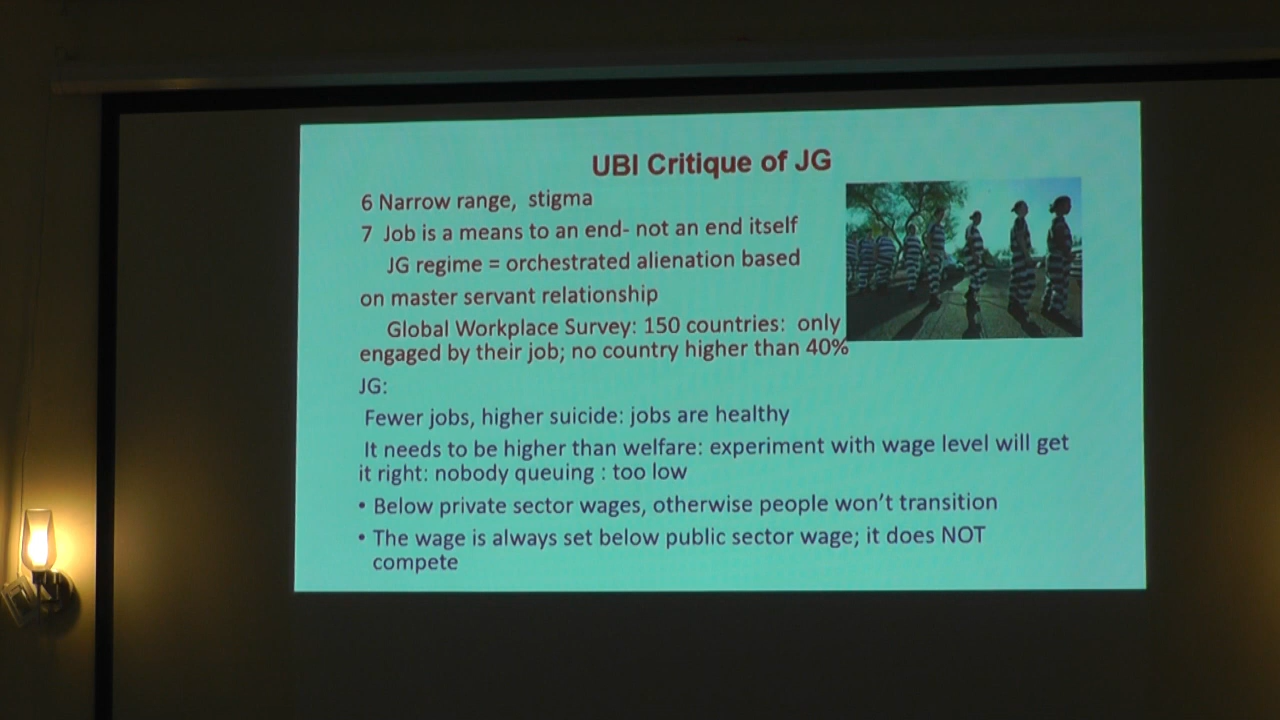 UBI Critique of JG
6 Narrow range, stigma
7 Job is a means to an end- not an end itself
JG regime = orchestrated alienation based
on master servant relationship
Global Workplace Survey: 150 countries: only
engaged by their job; no country higher than 40%
JG:
Fewer jobs, higher suicide: jobs are healthy
It needs to be higher than welfare: experiment with wage level will get
it right: nobody queuing : too low
• Below private sector wages, otherwise people won't transition
• The wage is always set below public sector wage; it does NOT
compete